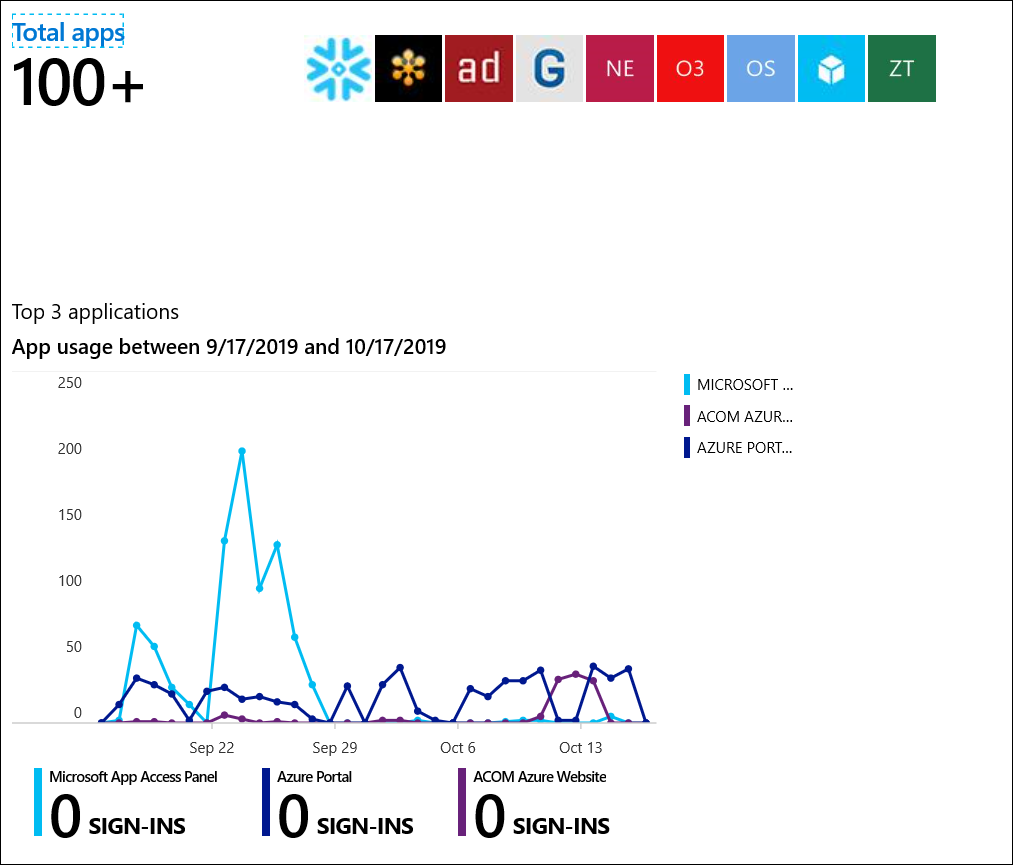 Total apps
100+
ad
G
NE
O3
OS
ZT
Top 3 applications
App usage between 9/17/2019 and 10/17/2019
250
200
150
100
50
0
MICROSOFT ...
ACOM AZUR...
AZURE PORT...
Sep 22
Sep 29
Oct 6
Oct 13
Microsoft App Access Panel
0 SIGN-INS
Azure Portal
0 SIGN-INS
ACOM Azure Website
0 SIGN-INS